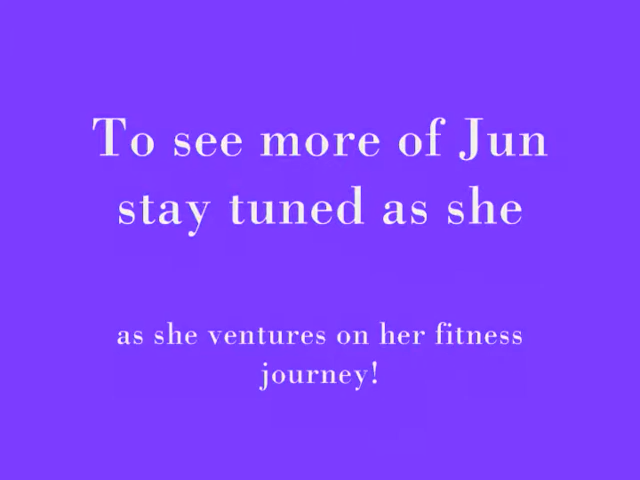 To see more of Jun
stay tuned as she
as she ventures on her fitness
journey!